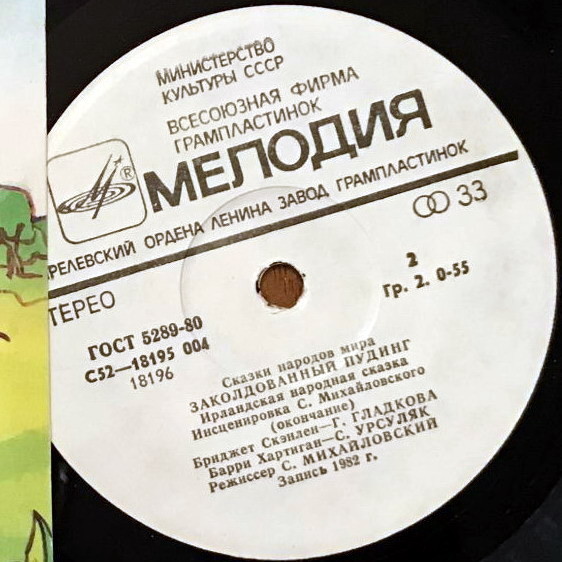 МИНИСТЕРСТВО
КУЛЬТУРЫ СССР
ВСЕСОЮЗНАЯ ФИРМА
ГРАМПЛАСТИНОК
МЕЛОДИЯ
®
РЕЛЕВСКИЙ ОРДЕНА ЛЕНИНА ЗАВОД ГРАМПЛАСТИНОК
33
ТЕРЕО
2
Гр. 2. 0-55
ГОСТ 5289-80
С52—18195 004
18196
Сказки народов мира
ЗАКОЛДОВАННЫЙ ПУДИНГ
Ирландская народная сказка
Инсценировка С. Михайловского
(окончание)
Бриджет Скэнлен—Г. ГЛАДКОВА
Барри Хартиган—С. УРСУЛЯК
Режиссер С. МИХАЙЛОВСКИЙ
Запись 1982 г.